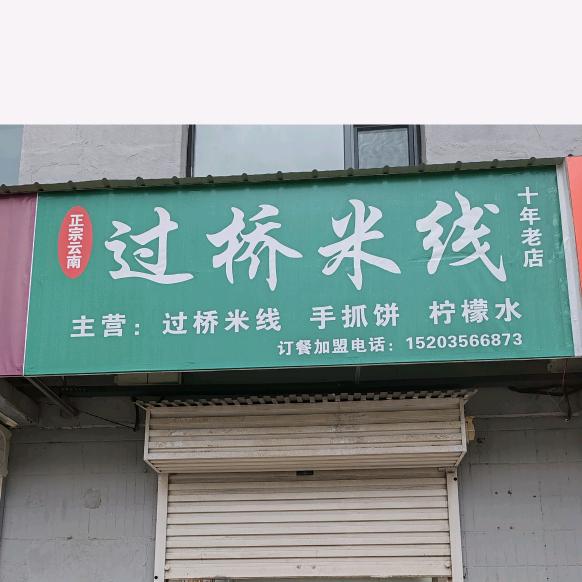 正宗云南
过桥米线
十年老店
主营：过桥米线 手抓饼 柠檬水
订餐加盟电话：15203566873